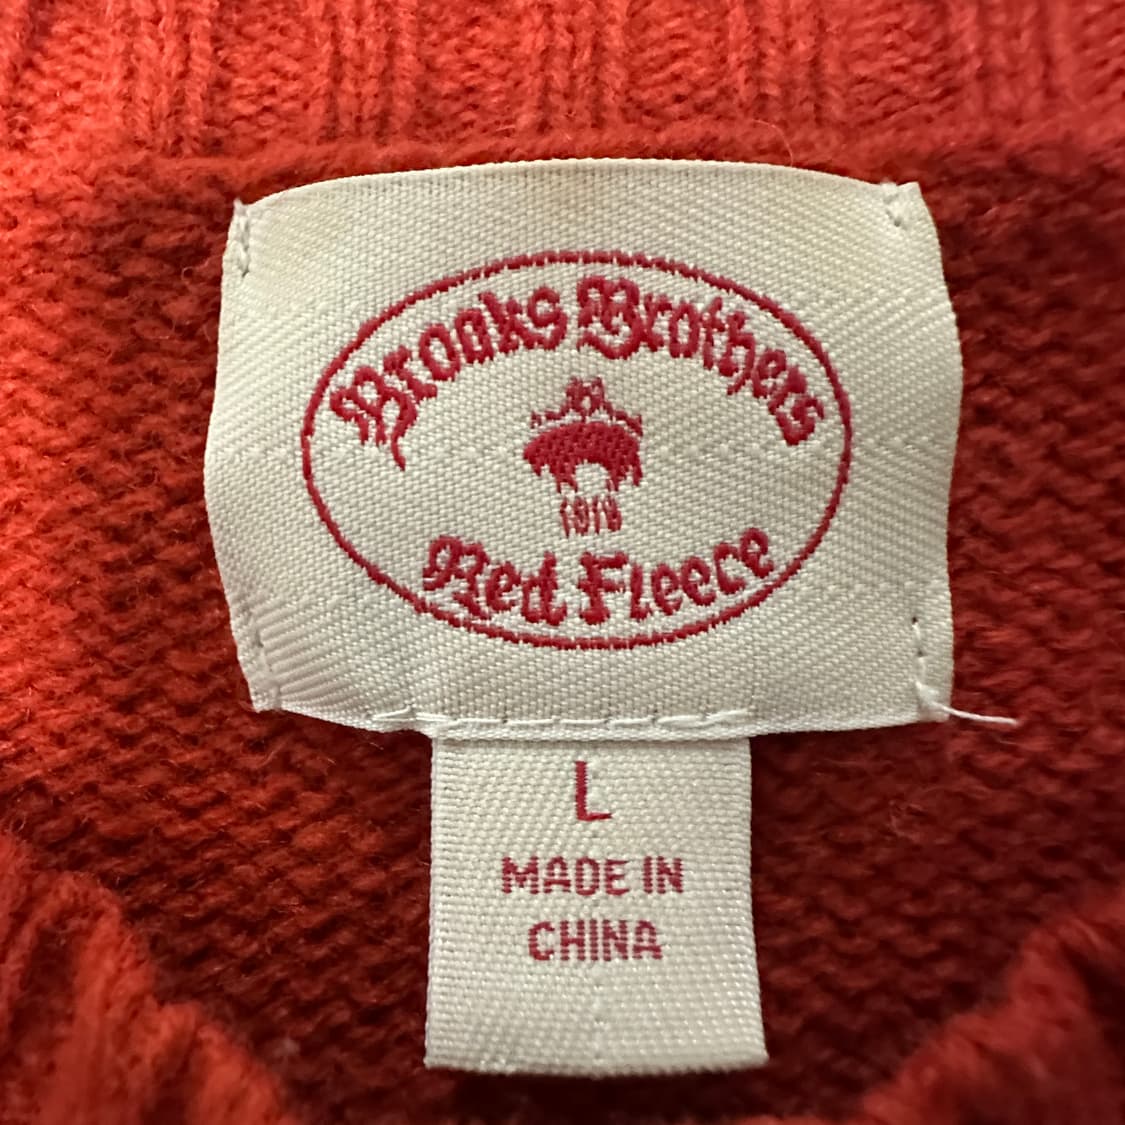 Brooks Brothers
1818
Red Fleece
L
MADE IN
CHINA